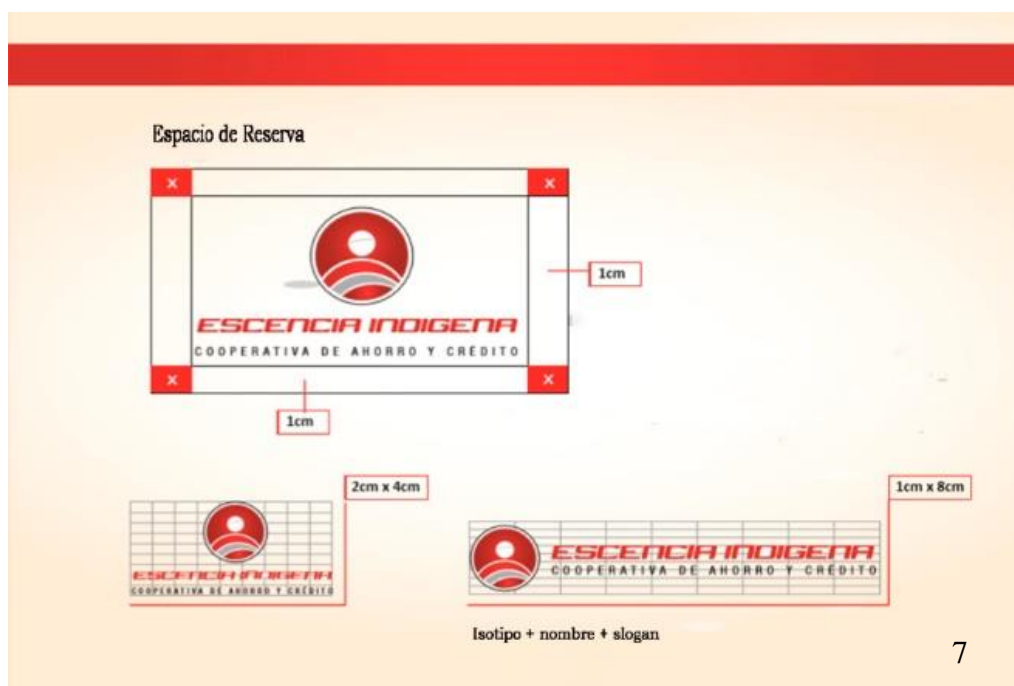 Espacio de Reserva
x x
ESCENCIA INDIGENA
COOPERATIVA DE AHORRO Y CRÉDITO
1cm
x x
1cm
2cm x 4cm
ESCENCIA INDIGENA
COOPERATIVA DE AHORRO Y CRÉDITO
1cm x 8cm
ESCENCIA INDIGENA
COOPERATIVA DE AHORRO Y CRÉDITO
Isotipo + nombre + slogan
7